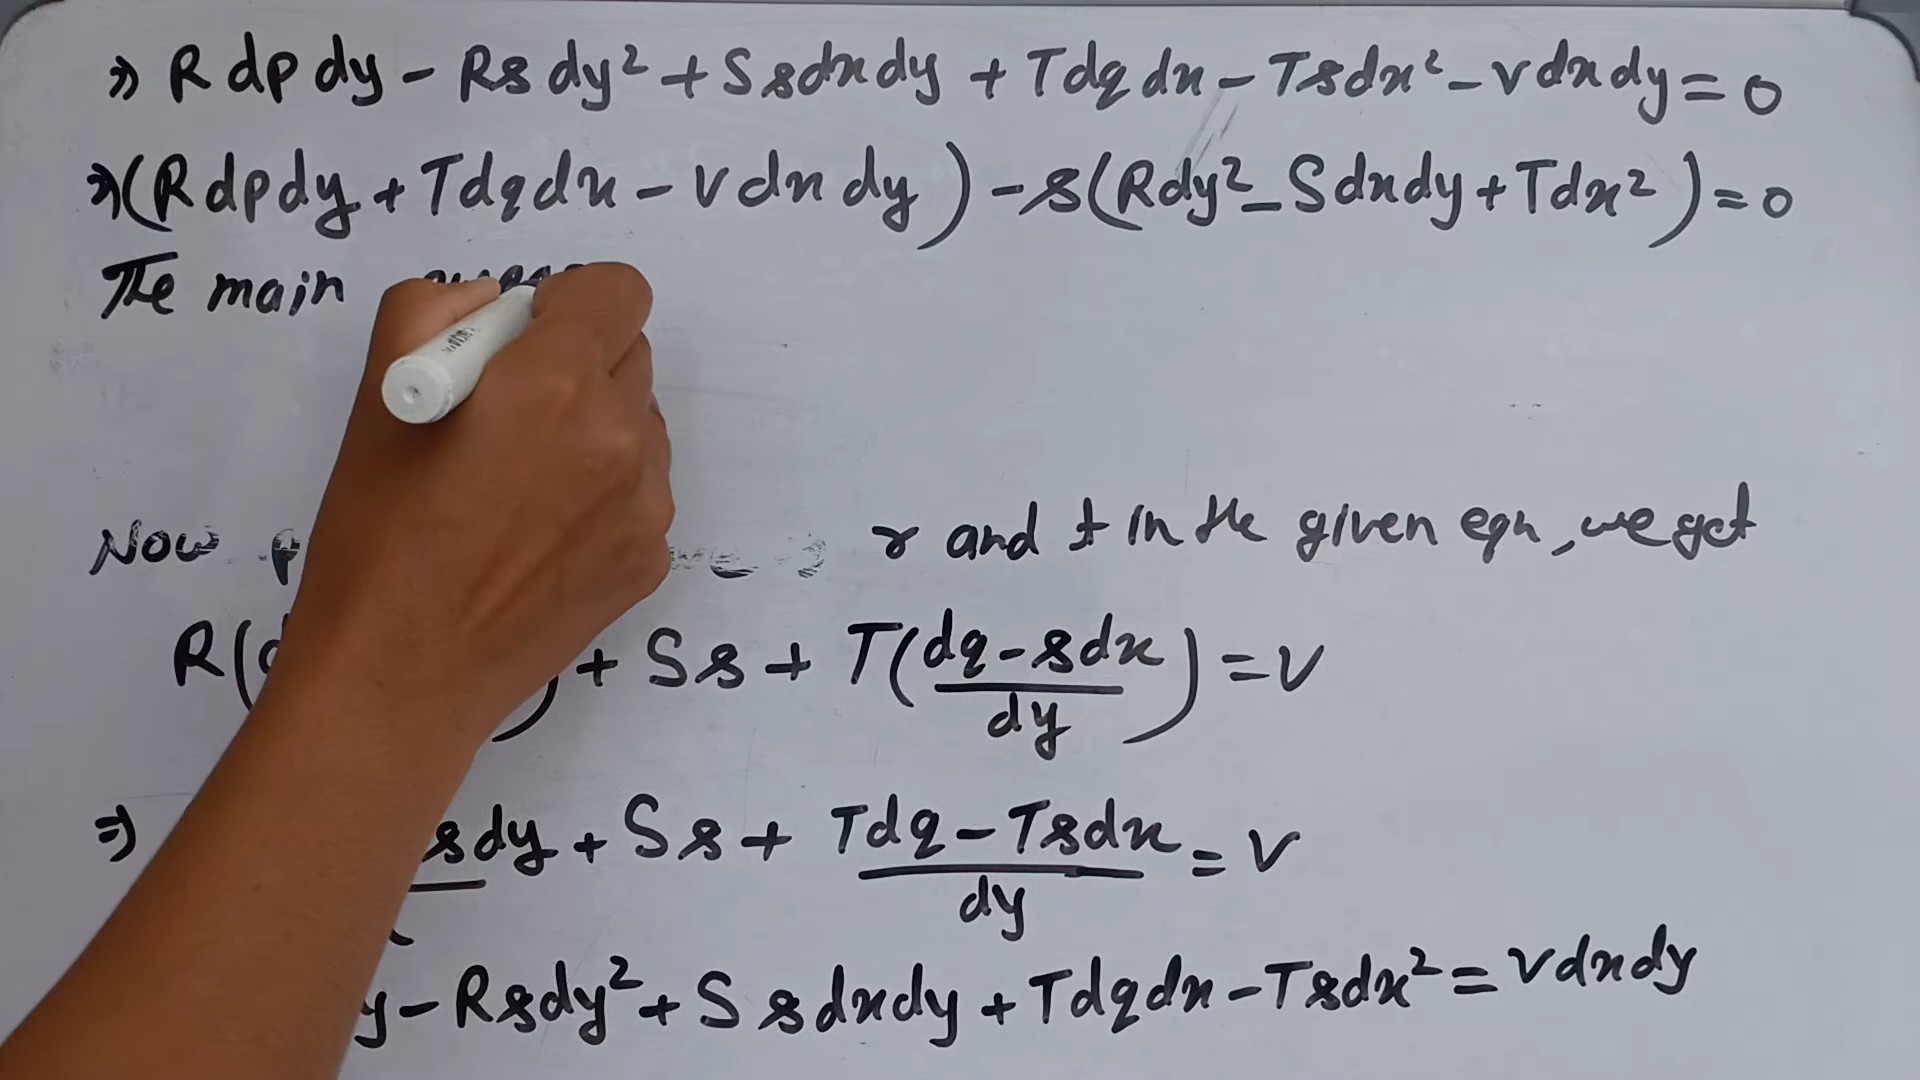 ⇒ R dp dy - Rs dy² + S s dx dy + T dq dx - T s dx² - V dx dy = 0
⇒ (R dp dy + T dq dx - V dx dy) - s(R dy² - S dx dy + T dx²) = 0
The main
Now r and t in the given eqn, we get
R( ) + S s + T((dq - s dx)/dy) = V
⇒ s dy + S s + (T dq - T s dx)/dy = V
y - R s dy² + S s dx dy + T dq dx - T s dx² = V dx dy